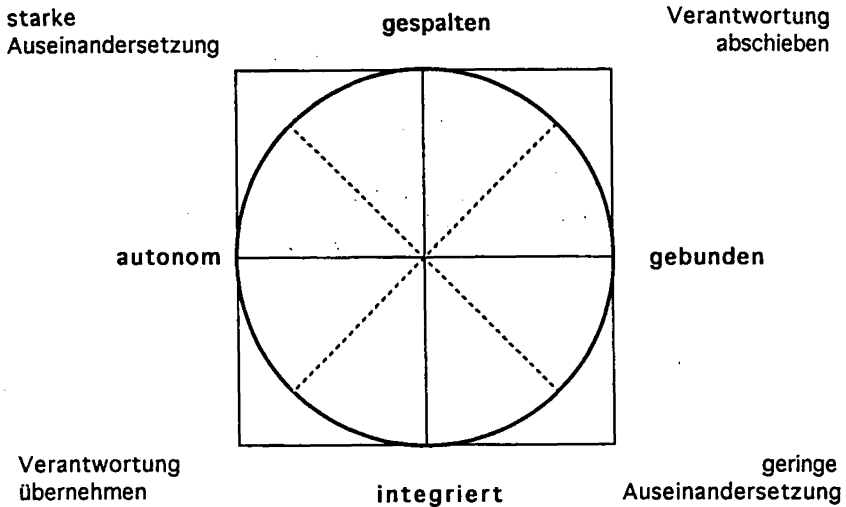 starke
Auseinandersetzung
gespalten
Verantwortung
abschieben
autonom
gebunden
Verantwortung
übernehmen
integriert
geringe
Auseinandersetzung